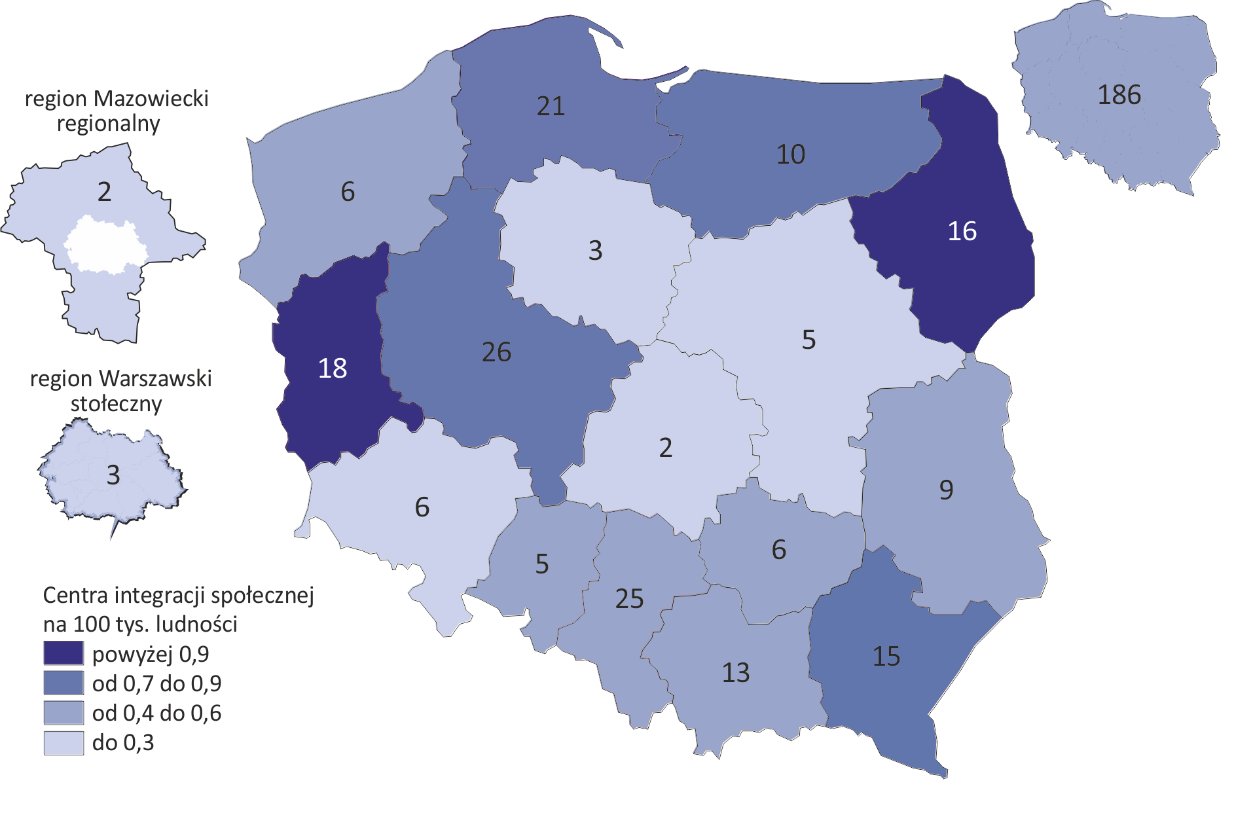 region Mazowiecki
regionalny
2
region Warszawski
stołeczny
3
186
21
10
6
16
3
5
26
18
2
9
6
6
5
25
15
13
Centra integracji społecznej
na 100 tys. ludności
powyżej 0,9
od 0,7 do 0,9
od 0,4 do 0,6
do 0,3